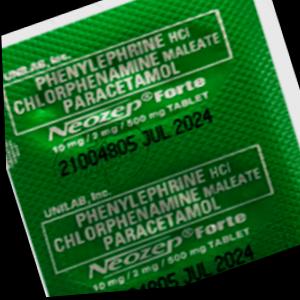 UNILAB, Inc.
PHENYLEPHRINE HCl
CHLORPHENAMINE MALEATE
PARACETAMOL
Neozep® Forte
10 mg / 2 mg / 500 mg TABLET
21004805 JUL 2024
UNILAB, Inc.
PHENYLEPHRINE HCl
CHLORPHENAMINE MALEATE
PARACETAMOL
Neozep® Forte
10 mg / 2 mg / 500 mg TABLET
805 JUL 2024